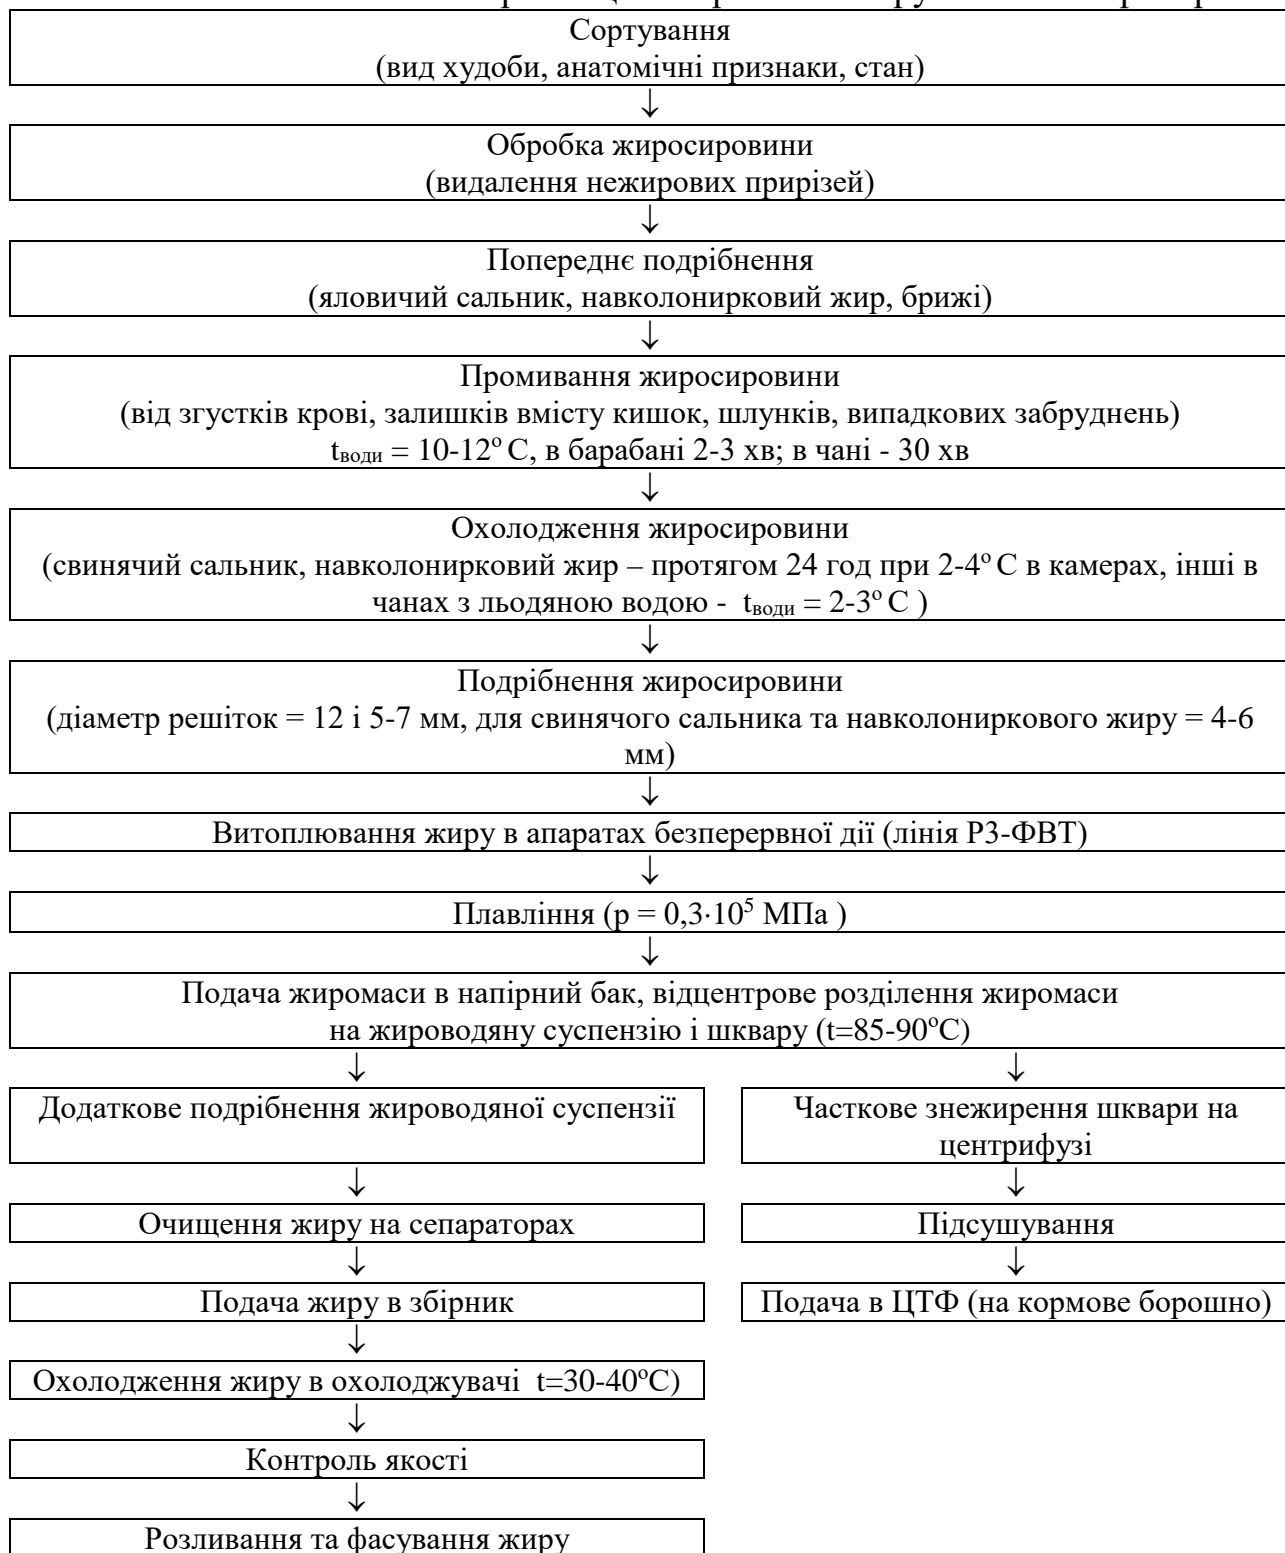 Сортування
(вид худоби, анатомічні признаки, стан)
↓
Обробка жиросировини
(видалення нежирових прирізей)
↓
Попереднє подрібнення
(яловичий сальник, навколонирковий жир, брижі)
↓
Промивання жиросировини
(від згустків крові, залишків вмісту кишок, шлунків, випадкових забруднень)
tводи = 10-12º С, в барабані 2-3 хв; в чані - 30 хв
↓
Охолодження жиросировини
(свинячий сальник, навколонирковий жир – протягом 24 год при 2-4º С в камерах, інші в
чанах з льодяною водою - tводи = 2-3º С )
↓
Подрібнення жиросировини
(діаметр решіток = 12 і 5-7 мм, для свинячого сальника та навколониркового жиру = 4-6
мм)
↓
Витоплювання жиру в апаратах безперервної дії (лінія РЗ-ФВТ)
↓
Плавління (р = 0,3·10⁵ МПа )
↓
Подача жиромаси в напірний бак, відцентрове розділення жиромаси
на жироводяну суспензію і шквару (t=85-90ºС)
↓ ↓
Додаткове подрібнення жироводяної суспензії
Часткове знежирення шквари на
центрифузі
↓ ↓
Очищення жиру на сепараторах
Підсушування
↓ ↓
Подача жиру в збірник
Подача в ЦТФ (на кормове борошно)
↓
Охолодження жиру в охолоджувачі t=30-40ºС)
↓
Контроль якості
↓
Розливання та фасування жиру